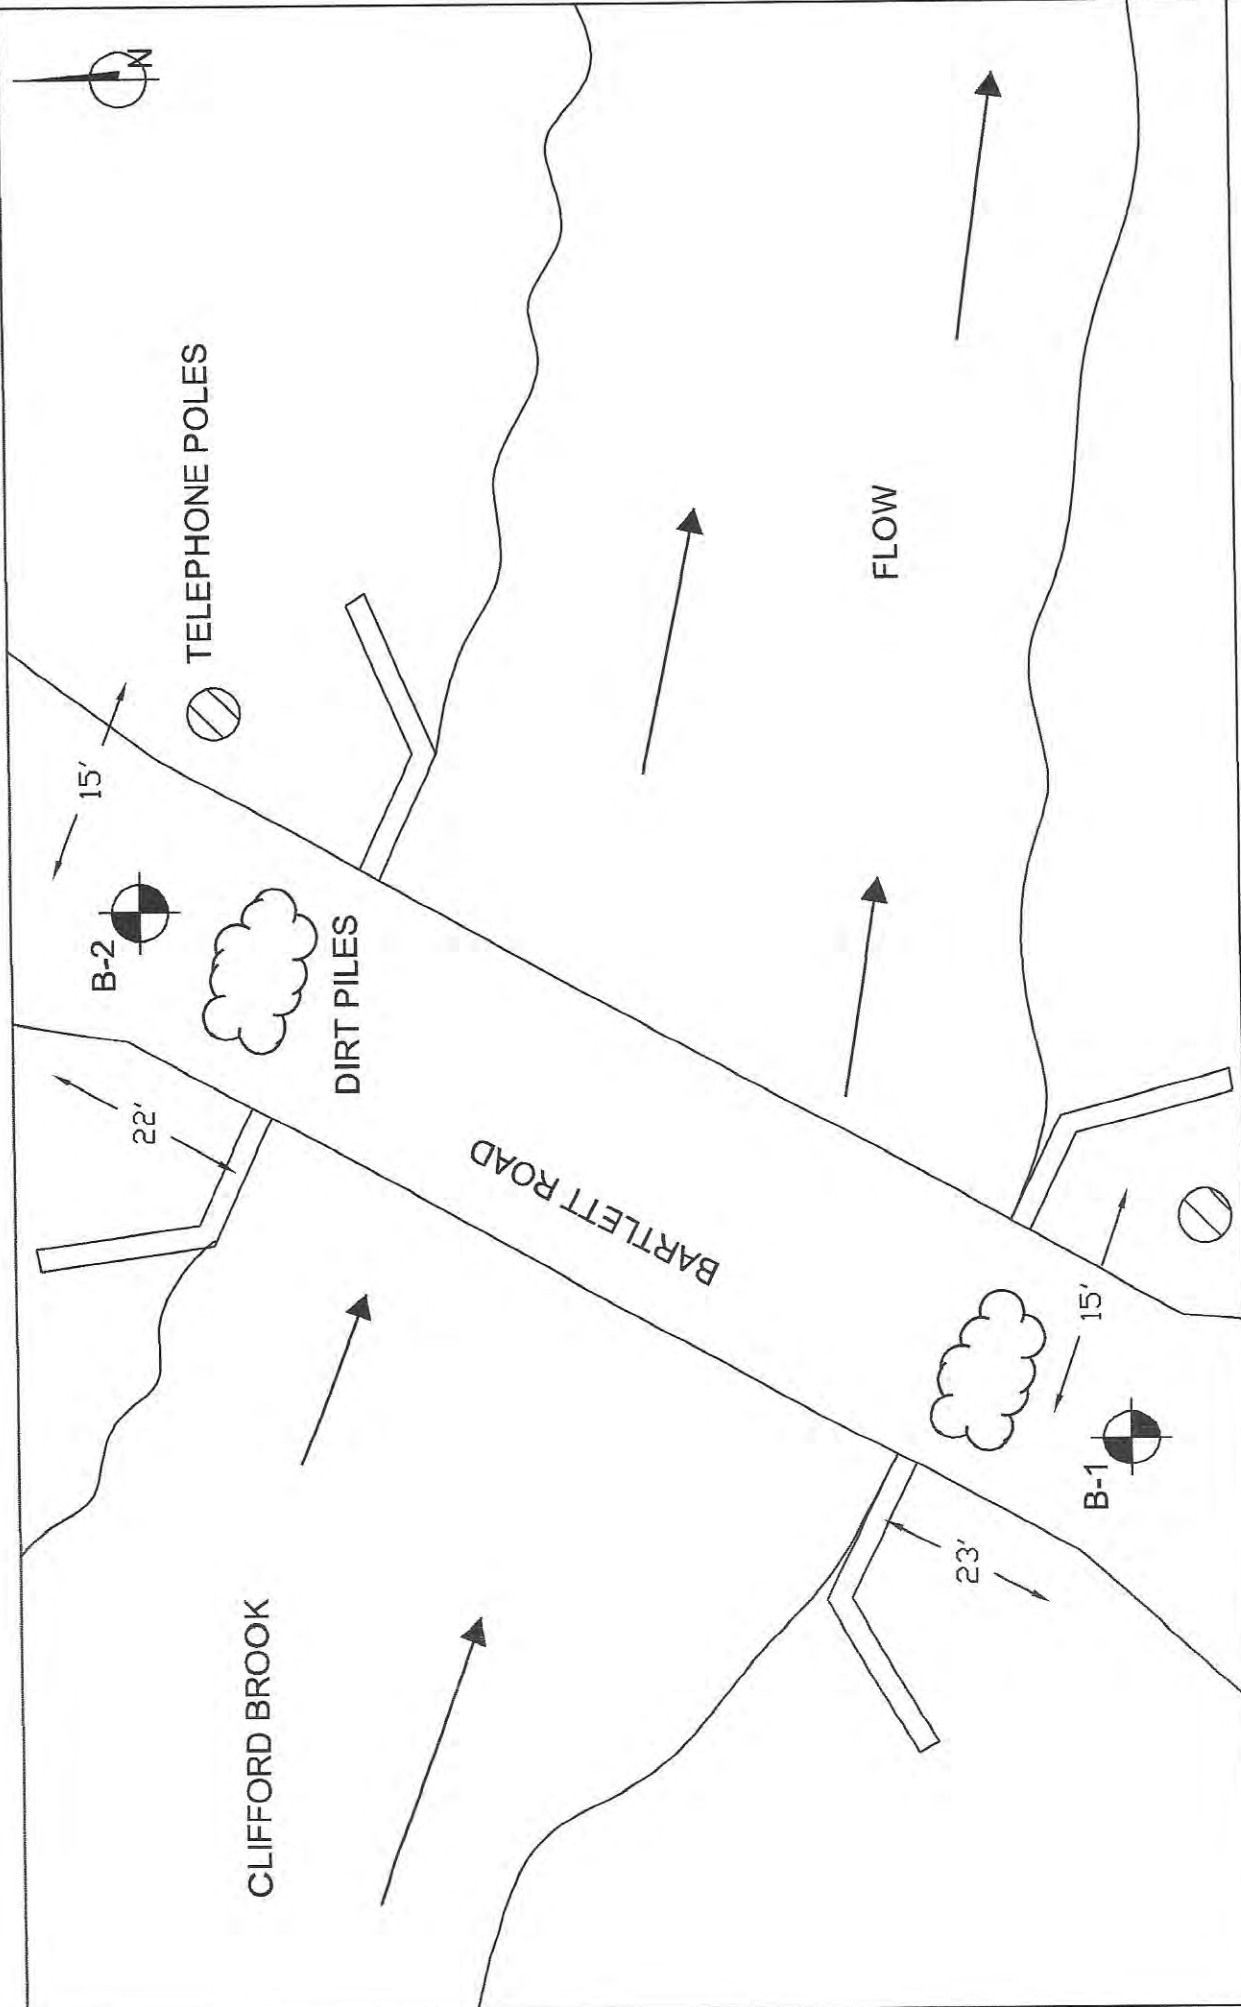 N
TELEPHONE POLES
15'
B-2
22'
DIRT PILES
BARTLETT ROAD
FLOW
CLIFFORD BROOK
15'
B-1
23'